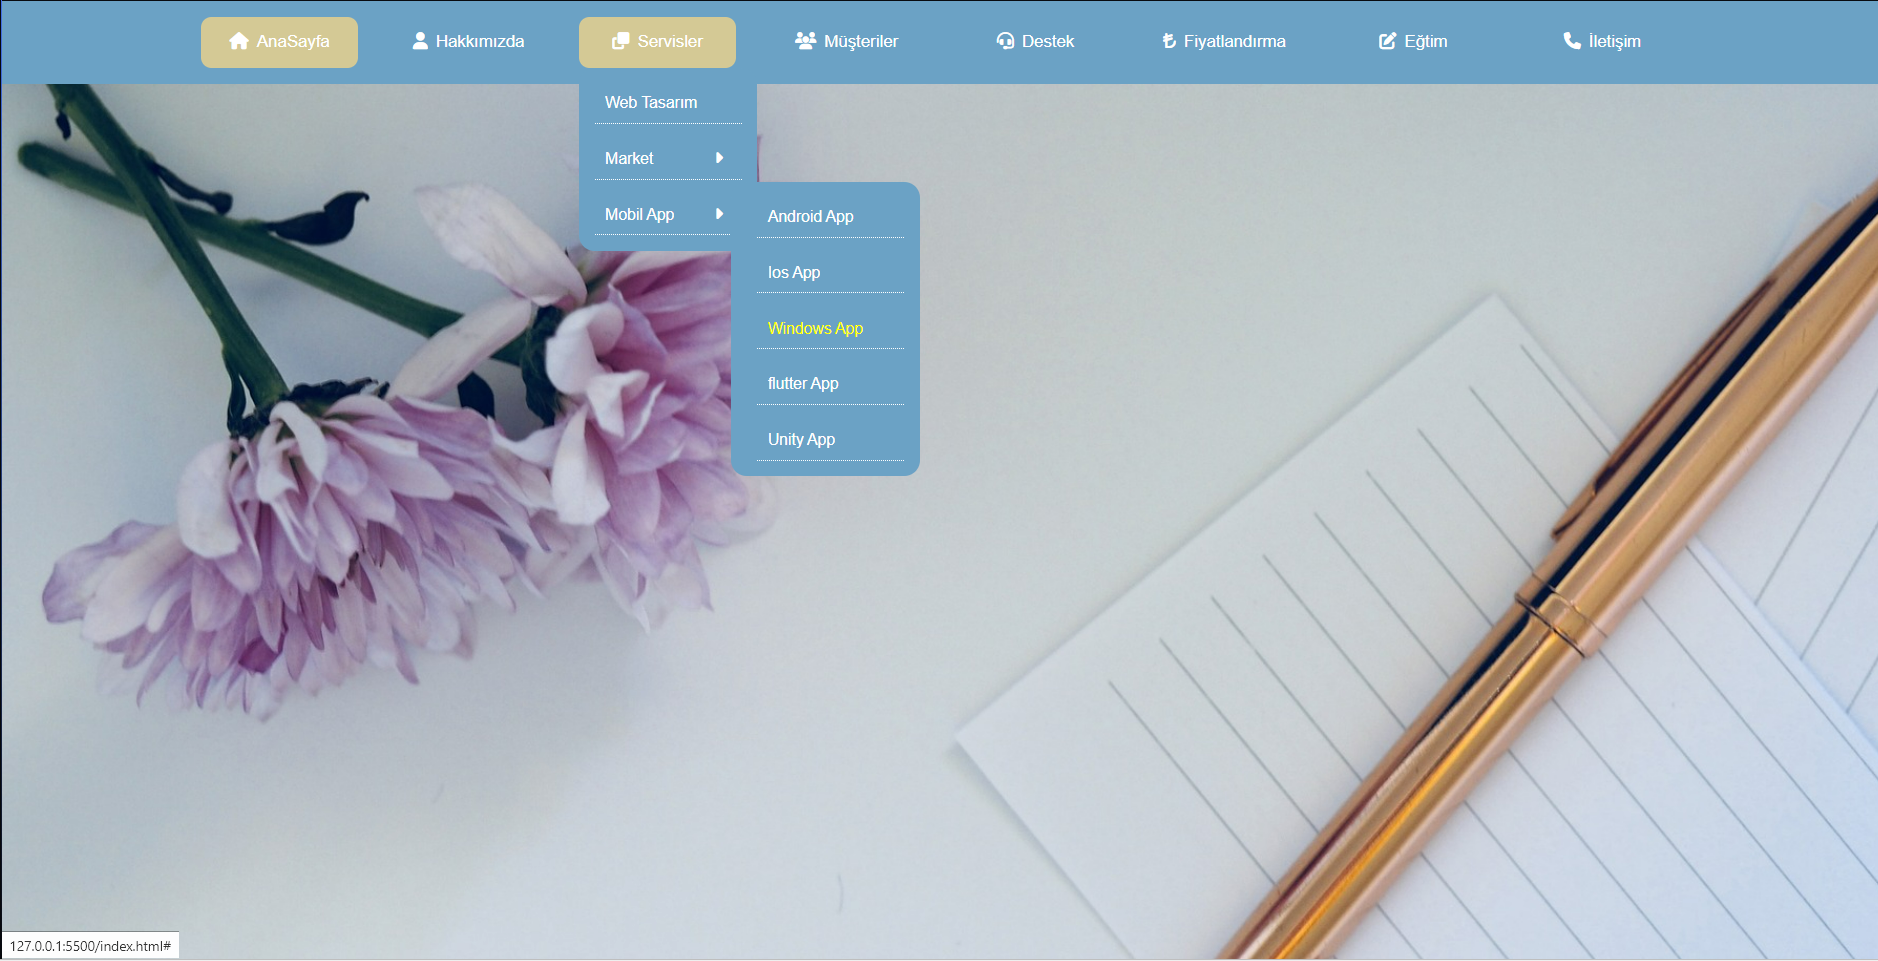 AnaSayfa Hakkımızda Servisler Müşteriler Destek Fiyatlandırma Eğtim İletişim
Web Tasarım
Market
Mobil App
Android App
Ios App
Windows App
flutter App
Unity App
127.0.0.1:5500/index.html#